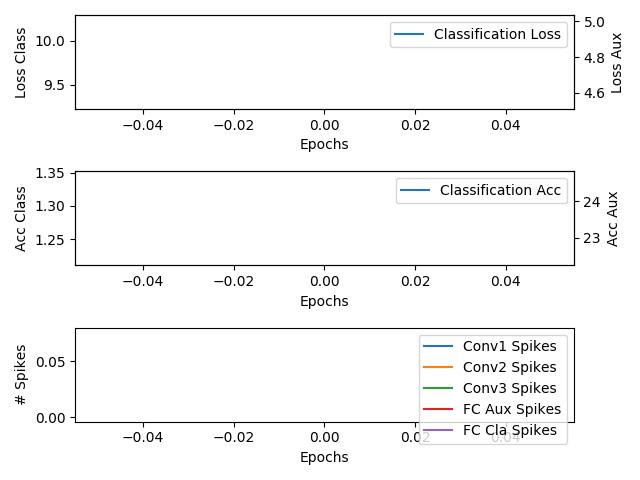 Loss Class
10.0
9.5
Classification Loss
5.0
4.8
4.6
Loss Aux
−0.04 −0.02 0.00 0.02 0.04
Epochs
Acc Class
1.35
1.30
1.25
Classification Acc
24
23
Acc Aux
−0.04 −0.02 0.00 0.02 0.04
Epochs
# Spikes
0.05
0.00
Conv1 Spikes
Conv2 Spikes
Conv3 Spikes
FC Aux Spikes
FC Cla Spikes
−0.04 −0.02 0.00 0.02 0.04
Epochs